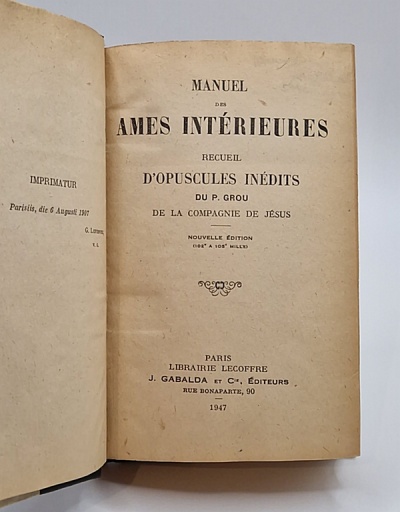 IMPRIMATUR
Parisiis, die 6 Augusti 1907
G. 
MANUEL
DES
AMES INTÉRIEURES
RECUEIL
D'OPUSCULES INÉDITS
DU P. GROU
DE LA COMPAGNIE DE JÉSUS
NOUVELLE ÉDITION
PARIS
LIBRAIRIE LECOFFRE
J. GABALDA ET Cie, ÉDITEURS
RUE BONAPARTE, 90
1947